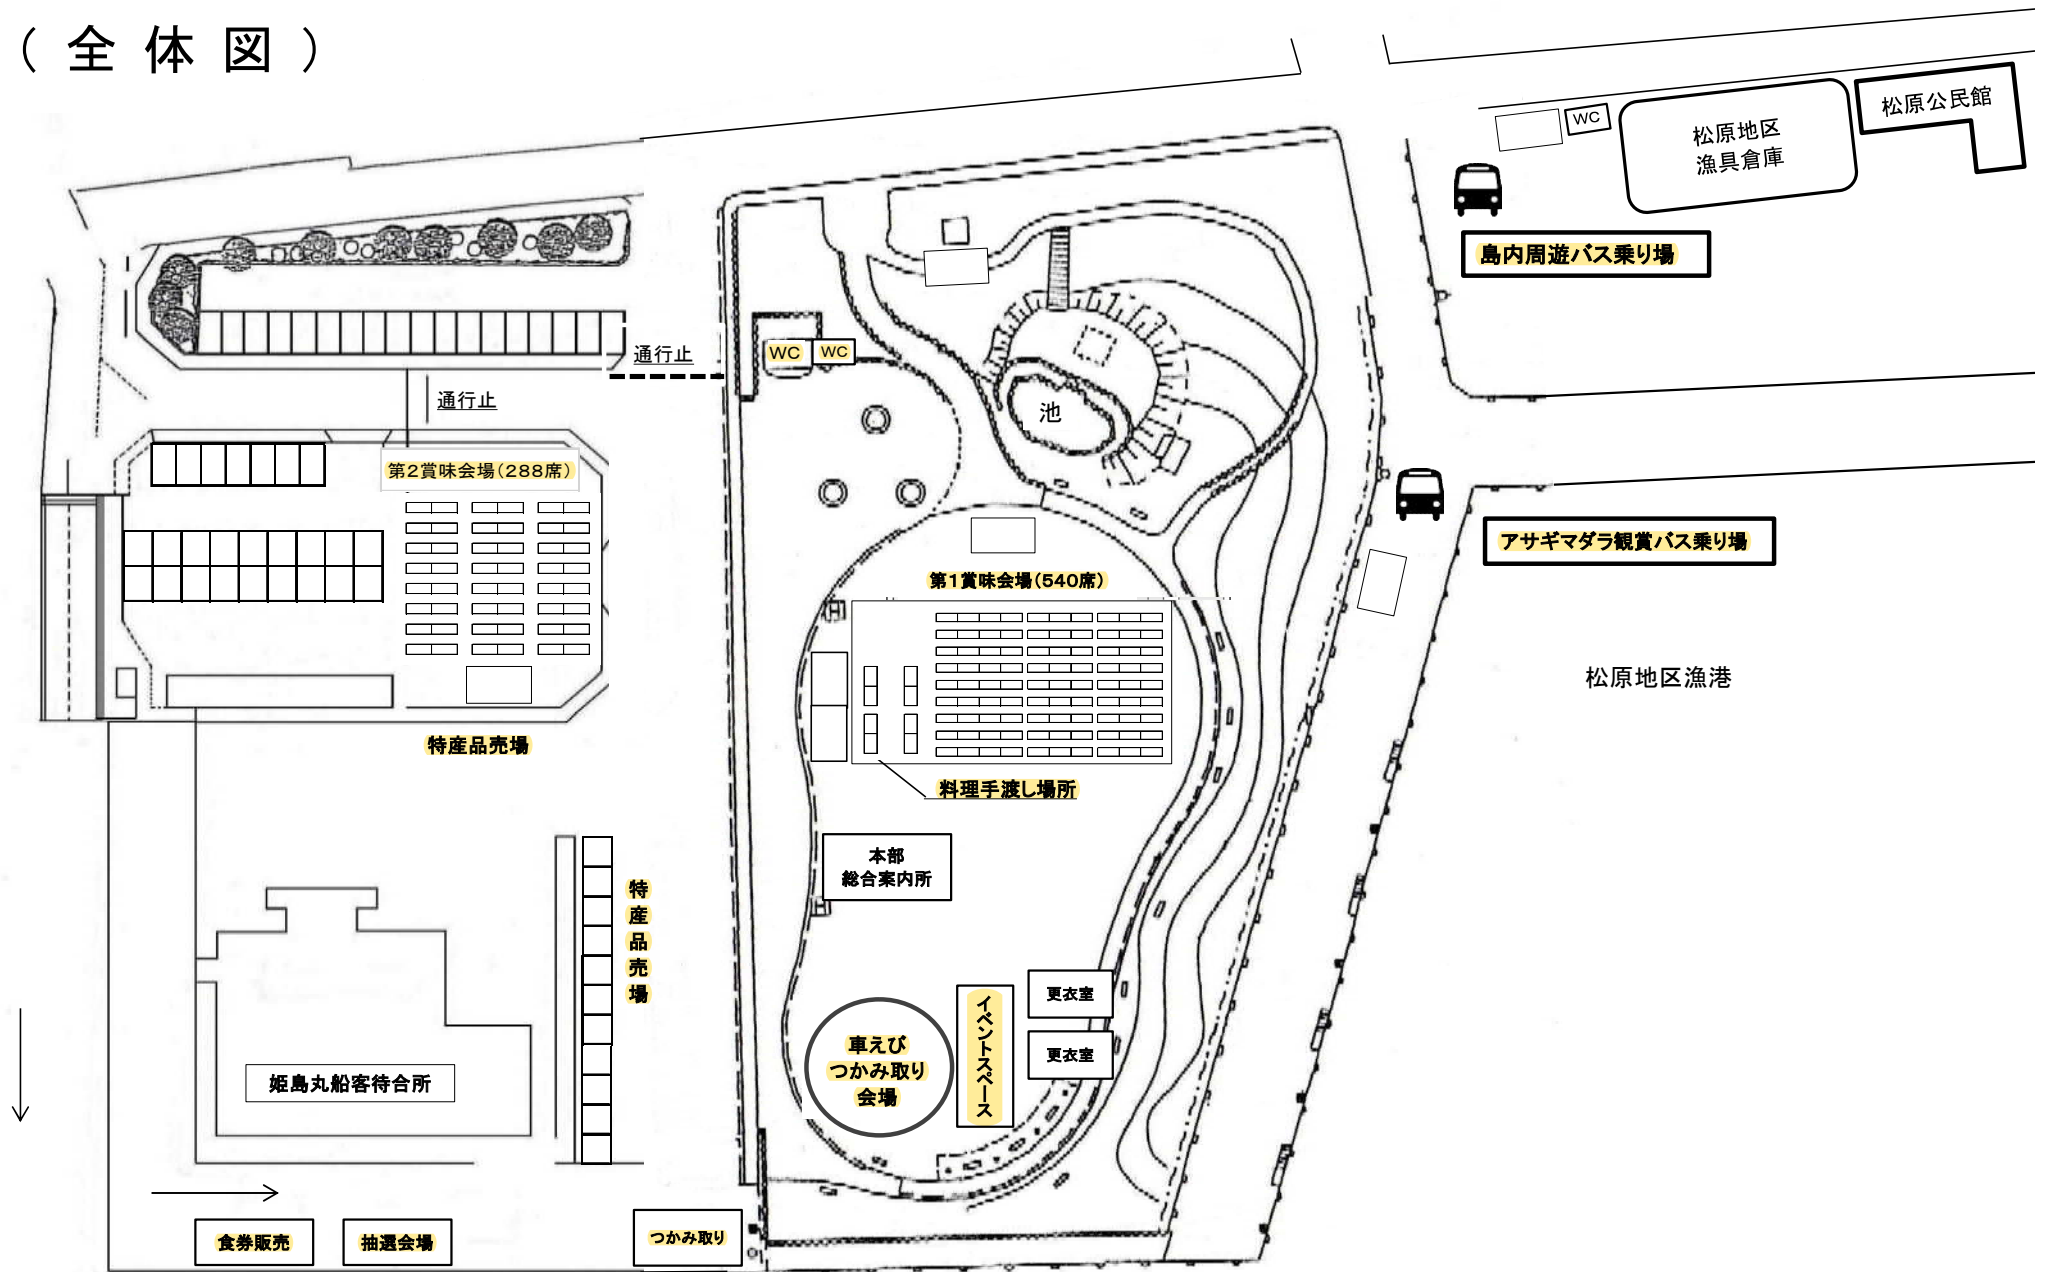 （全体図）
松原公民館
WC
松原地区
漁具倉庫
島内周遊バス乗り場
通行止
WC
WC
通行止
池
第2賞味会場（288席）
アサギマダラ観賞バス乗り場
第1賞味会場（540席）
松原地区漁港
特産品売場
料理手渡し場所
本部
総合案内所
特産品売場
イベントスペース
更衣室
更衣室
車えび
つかみ取り
会場
姫島丸船客待合所
食券販売
抽選会場
つかみ取り